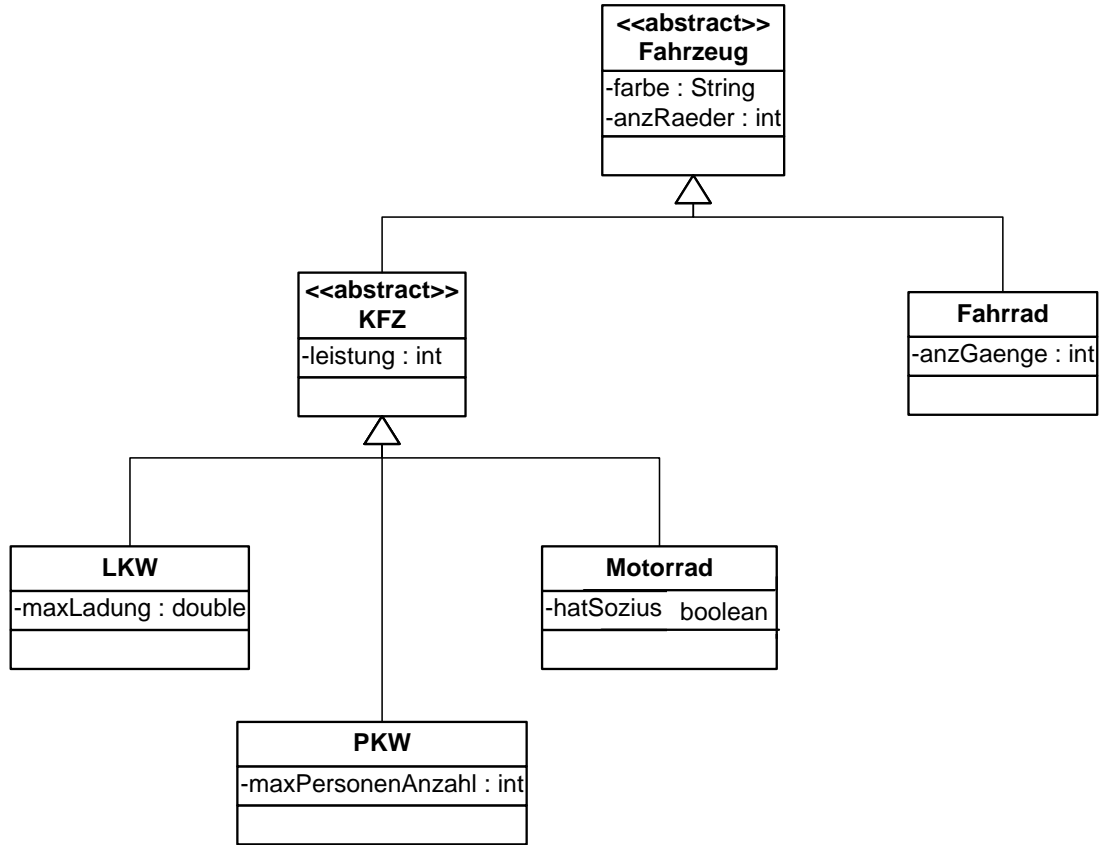 <<abstract>>
Fahrzeug
-farbe : String
-anzRaeder : int
<<abstract>>
KFZ
-leistung : int
Fahrrad
-anzGaenge : int
LKW
-maxLadung : double
Motorrad
-hatSozius boolean
PKW
-maxPersonenAnzahl : int